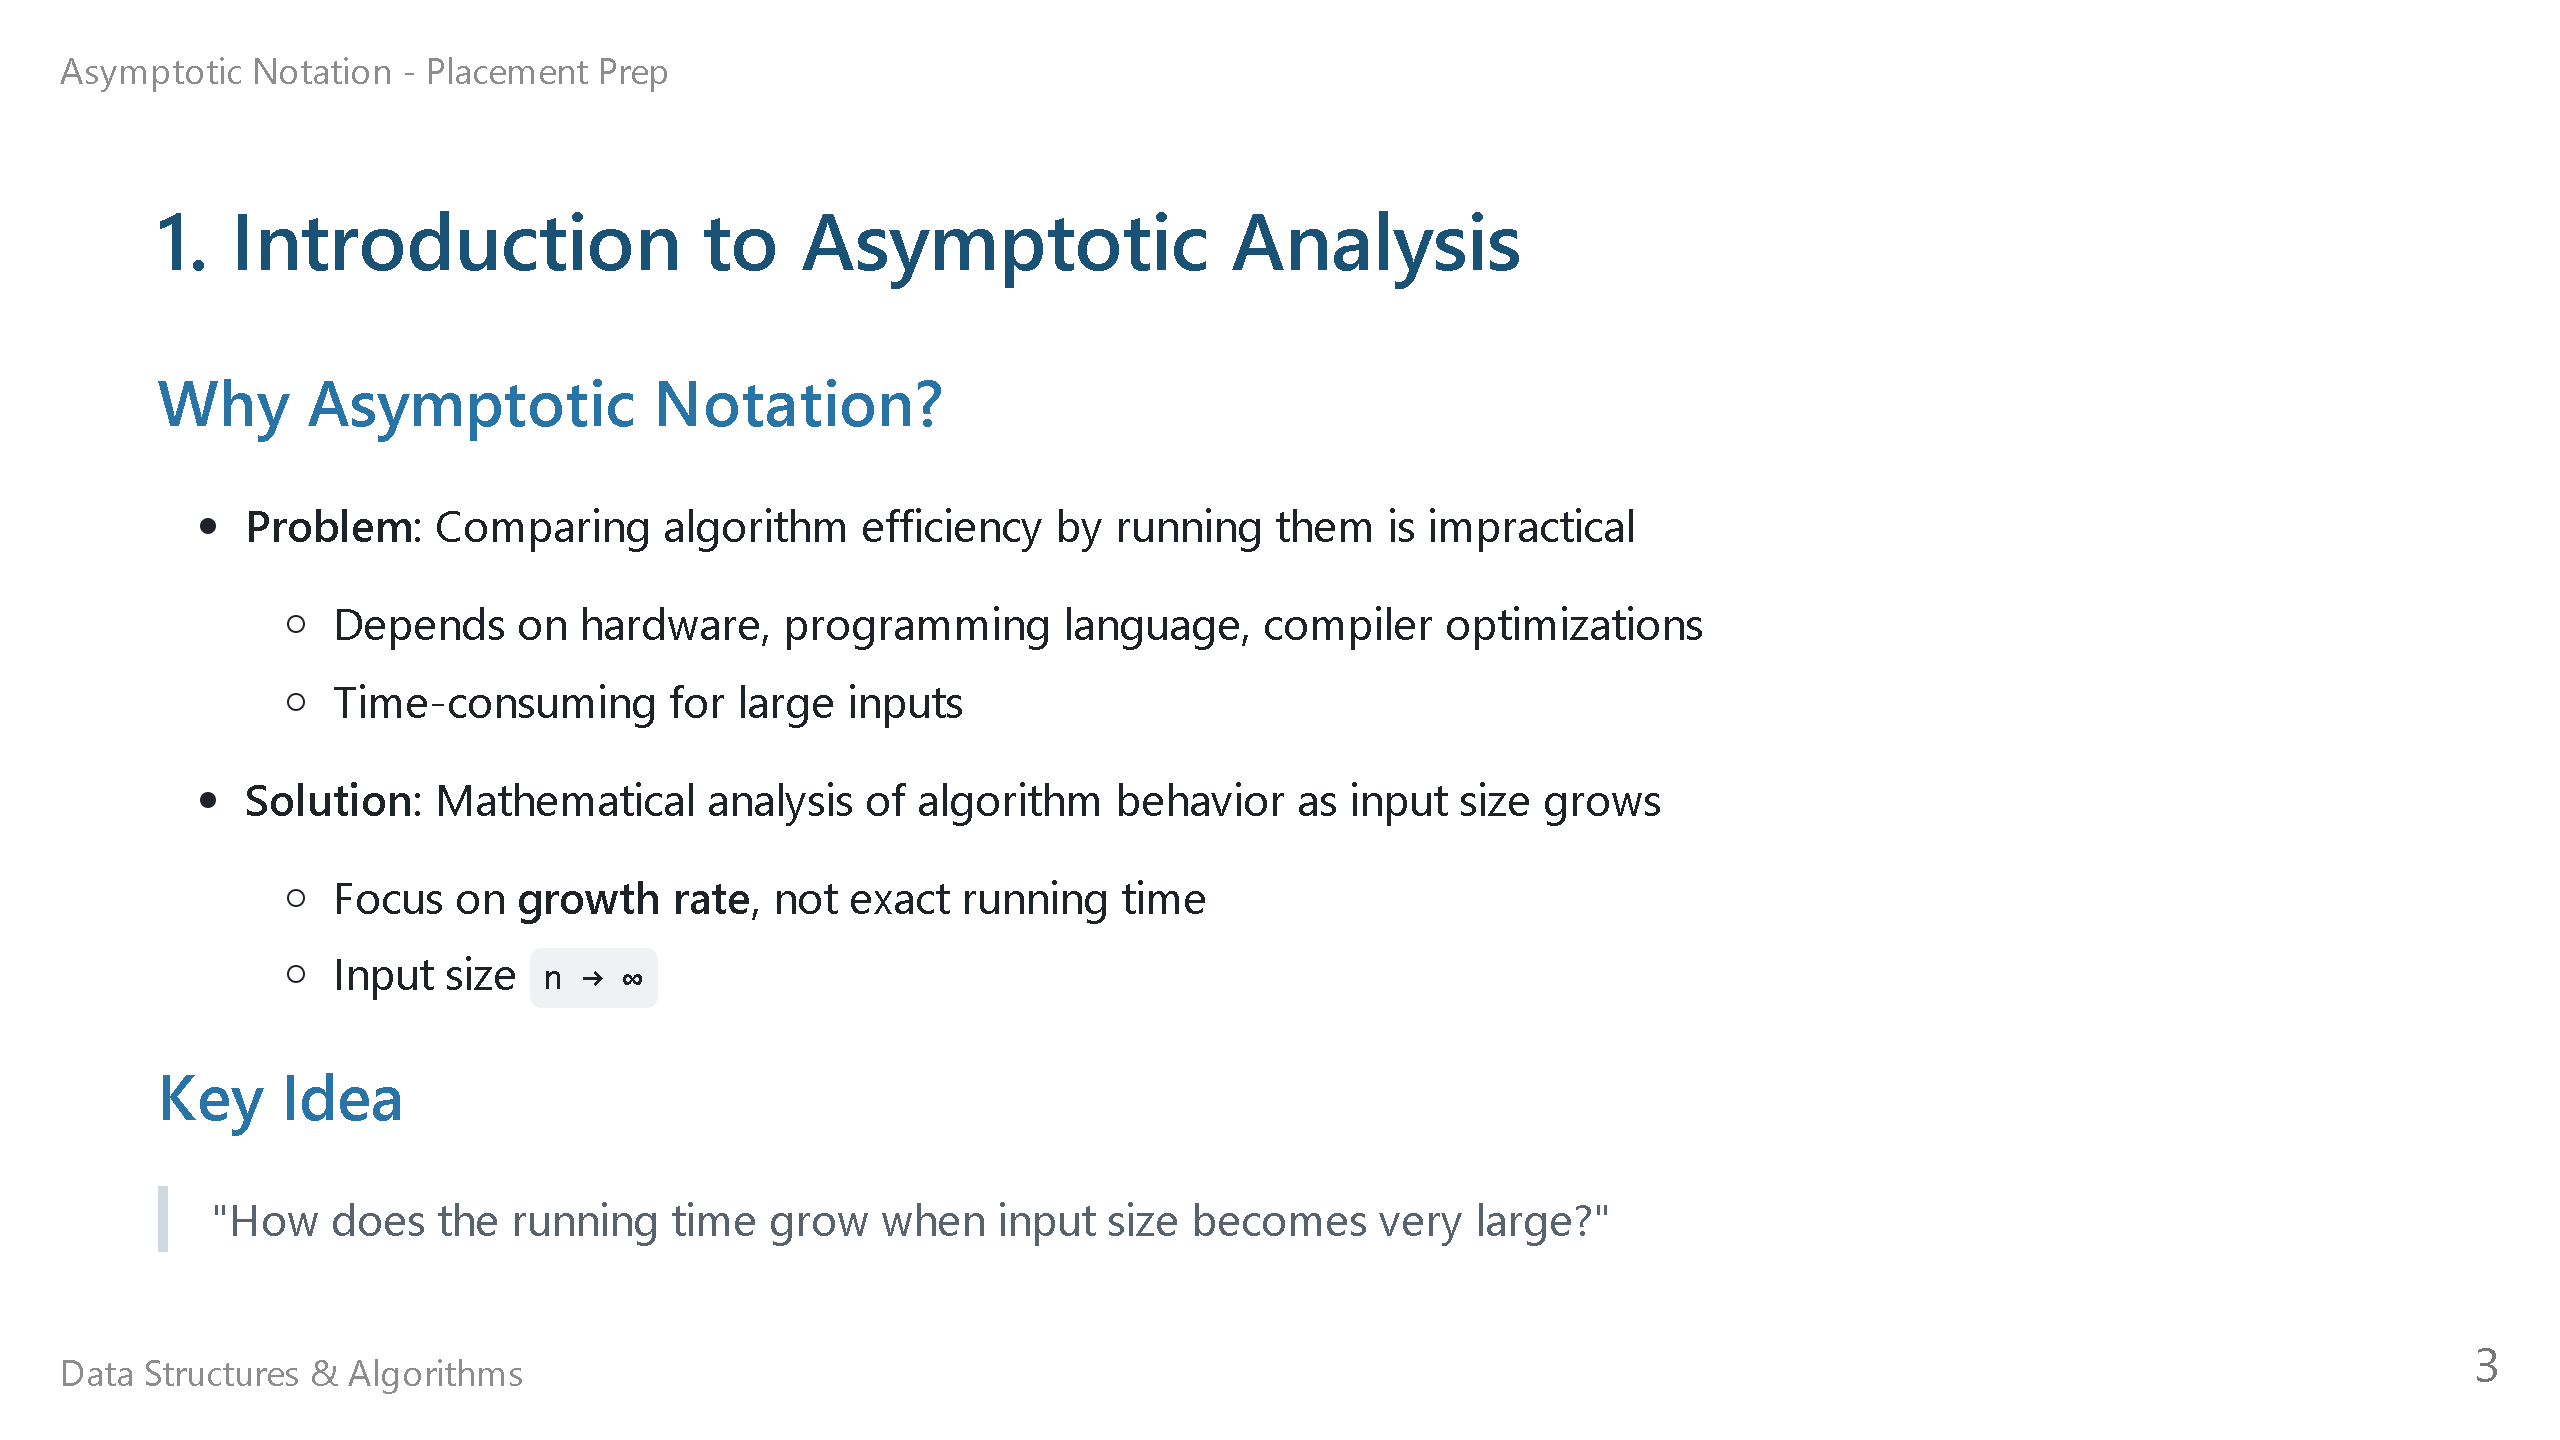 Asymptotic Notation - Placement Prep
1. Introduction to Asymptotic Analysis
Why Asymptotic Notation?
• Problem: Comparing algorithm efficiency by running them is impractical
○ Depends on hardware, programming language, compiler optimizations
○ Time-consuming for large inputs
• Solution: Mathematical analysis of algorithm behavior as input size grows
○ Focus on growth rate, not exact running time
○ Input size n → ∞
Key Idea
"How does the running time grow when input size becomes very large?"
Data Structures & Algorithms
3